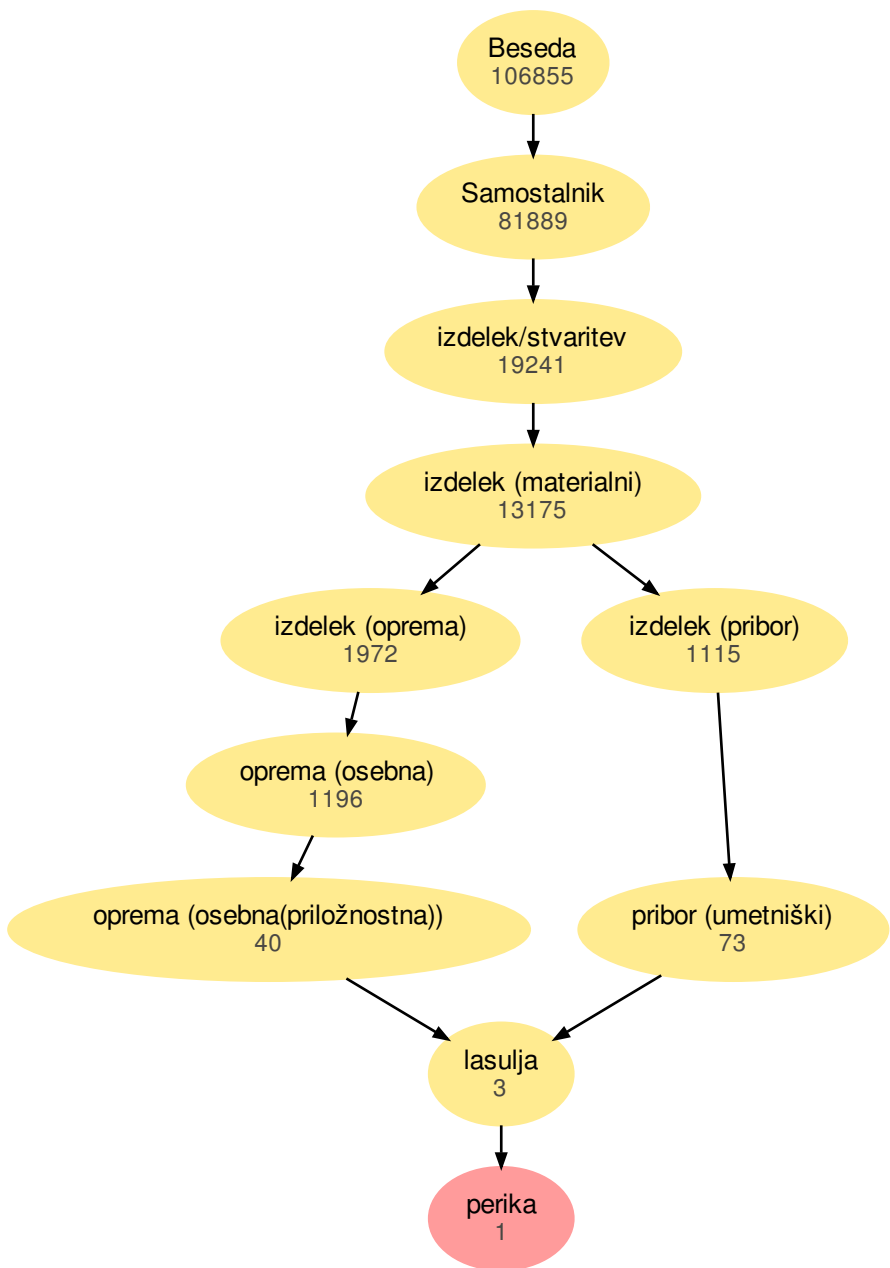 Beseda
106855
Samostalnik
81889
izdelek/stvaritev
19241
izdelek (materialni)
13175
izdelek (oprema)
1972
izdelek (pribor)
1115
oprema (osebna)
1196
oprema (osebna(priložnostna))
40
pribor (umetniški)
73
lasulja
3
perika
1